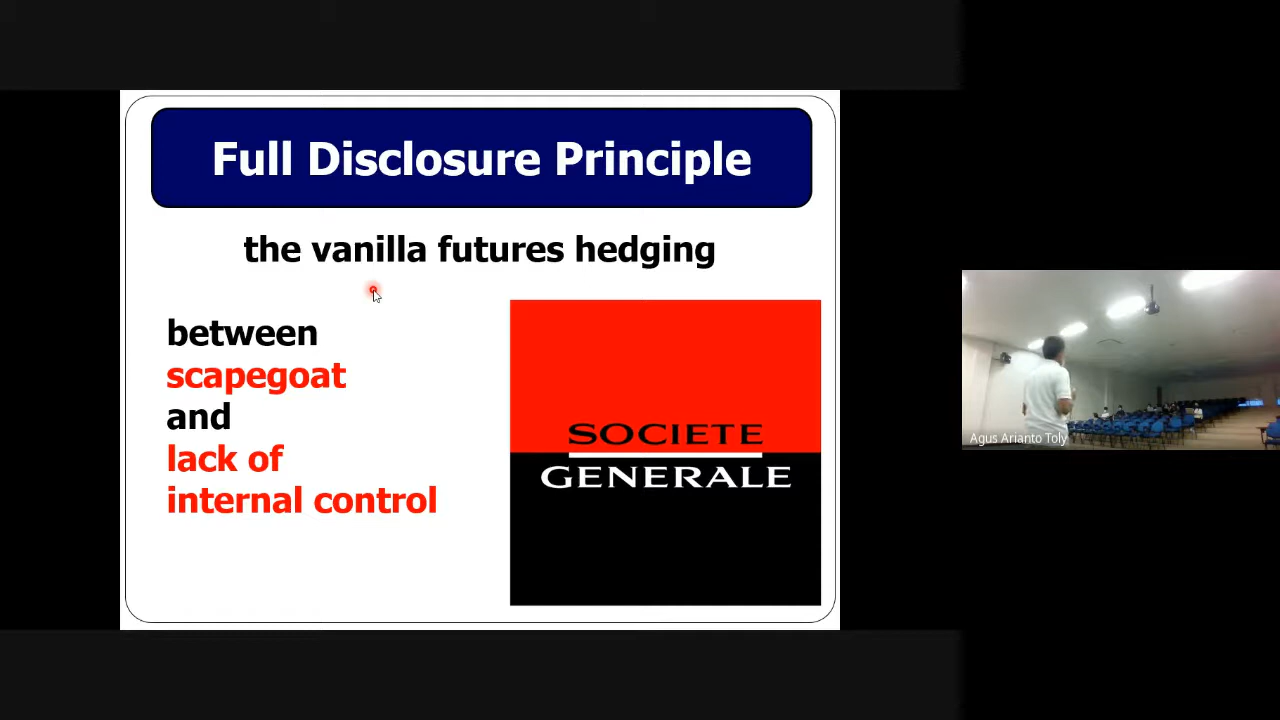 Full Disclosure Principle
the vanilla futures hedging
between
scapegoat
and
lack of
internal control
SOCIETE
GENERALE
Agus Arianto Toly